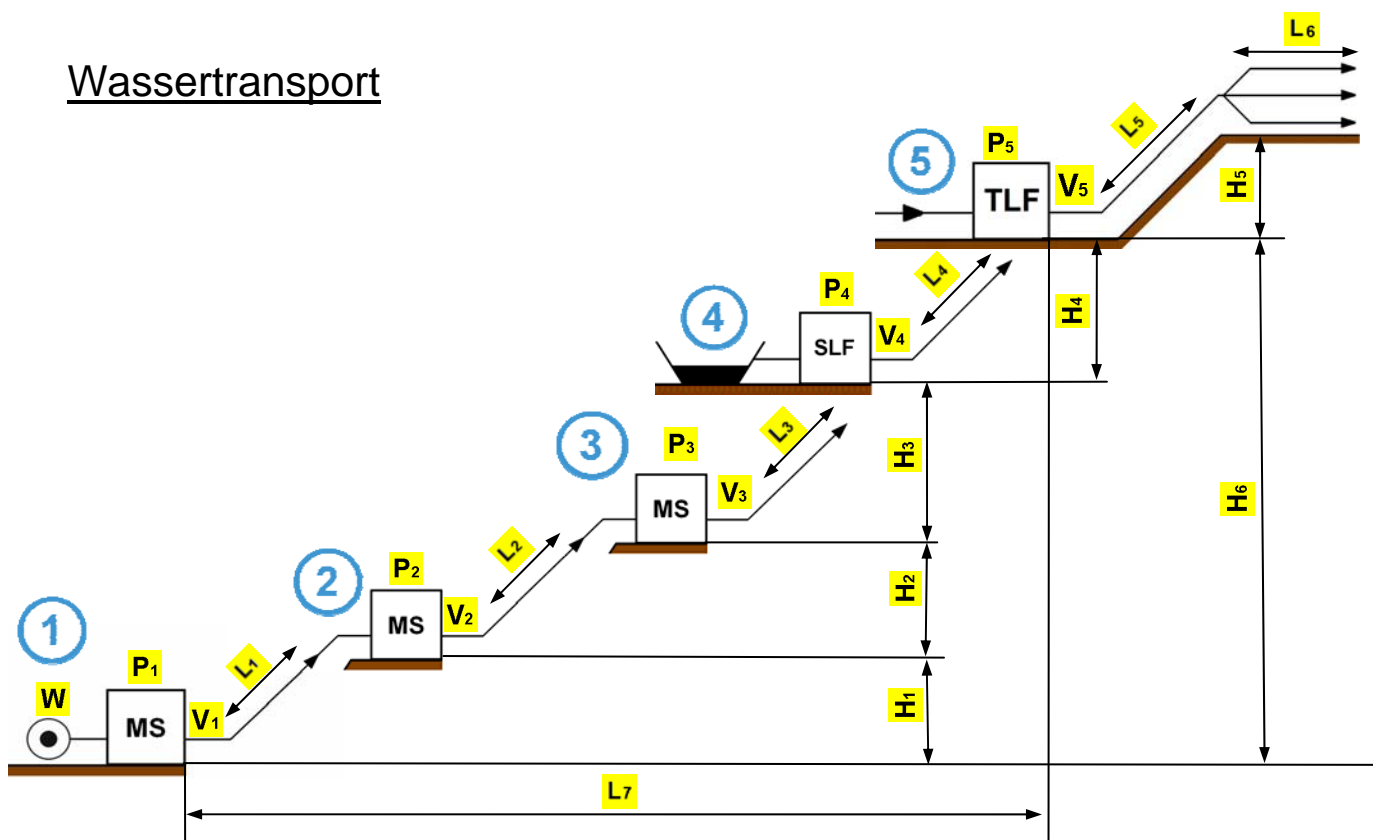 Wassertransport
L6
5
P5
TLF
V5
L5
H5
4
P4
SLF
V4
L4
H4
3
P3
MS
V3
L3
H3
H6
2
P2
MS
V2
L2
H2
1
W
P1
MS
V1
L1
H1
L7